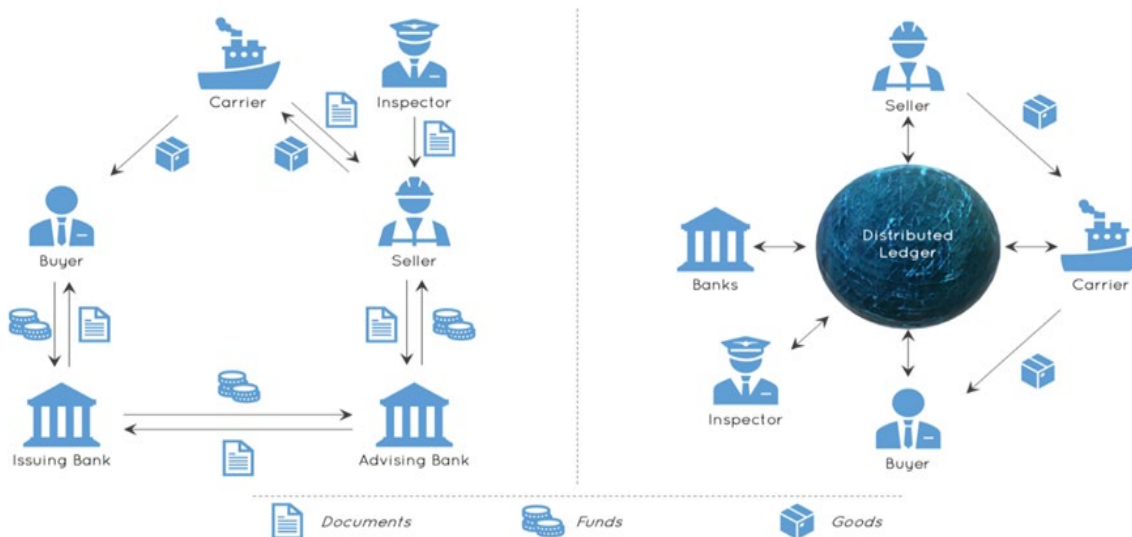 Carrier
Inspector
Buyer
Seller
Issuing Bank
Advising Bank
Seller
Distributed
Ledger
Banks
Carrier
Inspector
Buyer
Documents
Funds
Goods